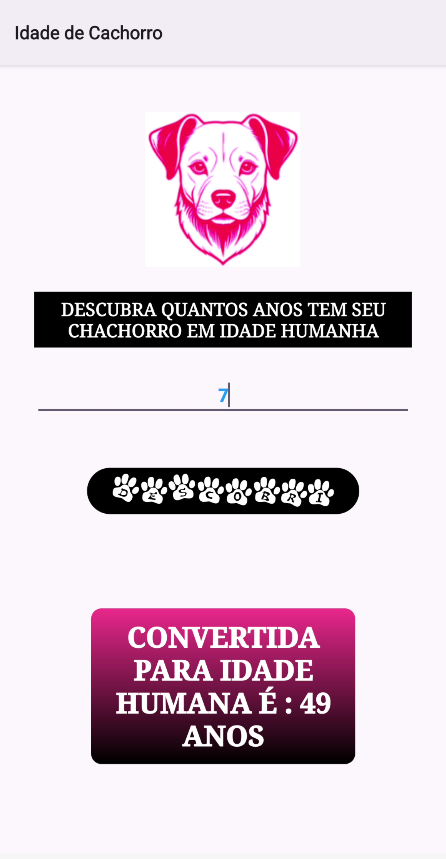 Idade de Cachorro
DESCUBRA QUANTOS ANOS TEM SEU
CHACHORRO EM IDADE HUMANHA
7
DESCOBRI
CONVERTIDA
PARA IDADE
HUMANA É : 49
ANOS